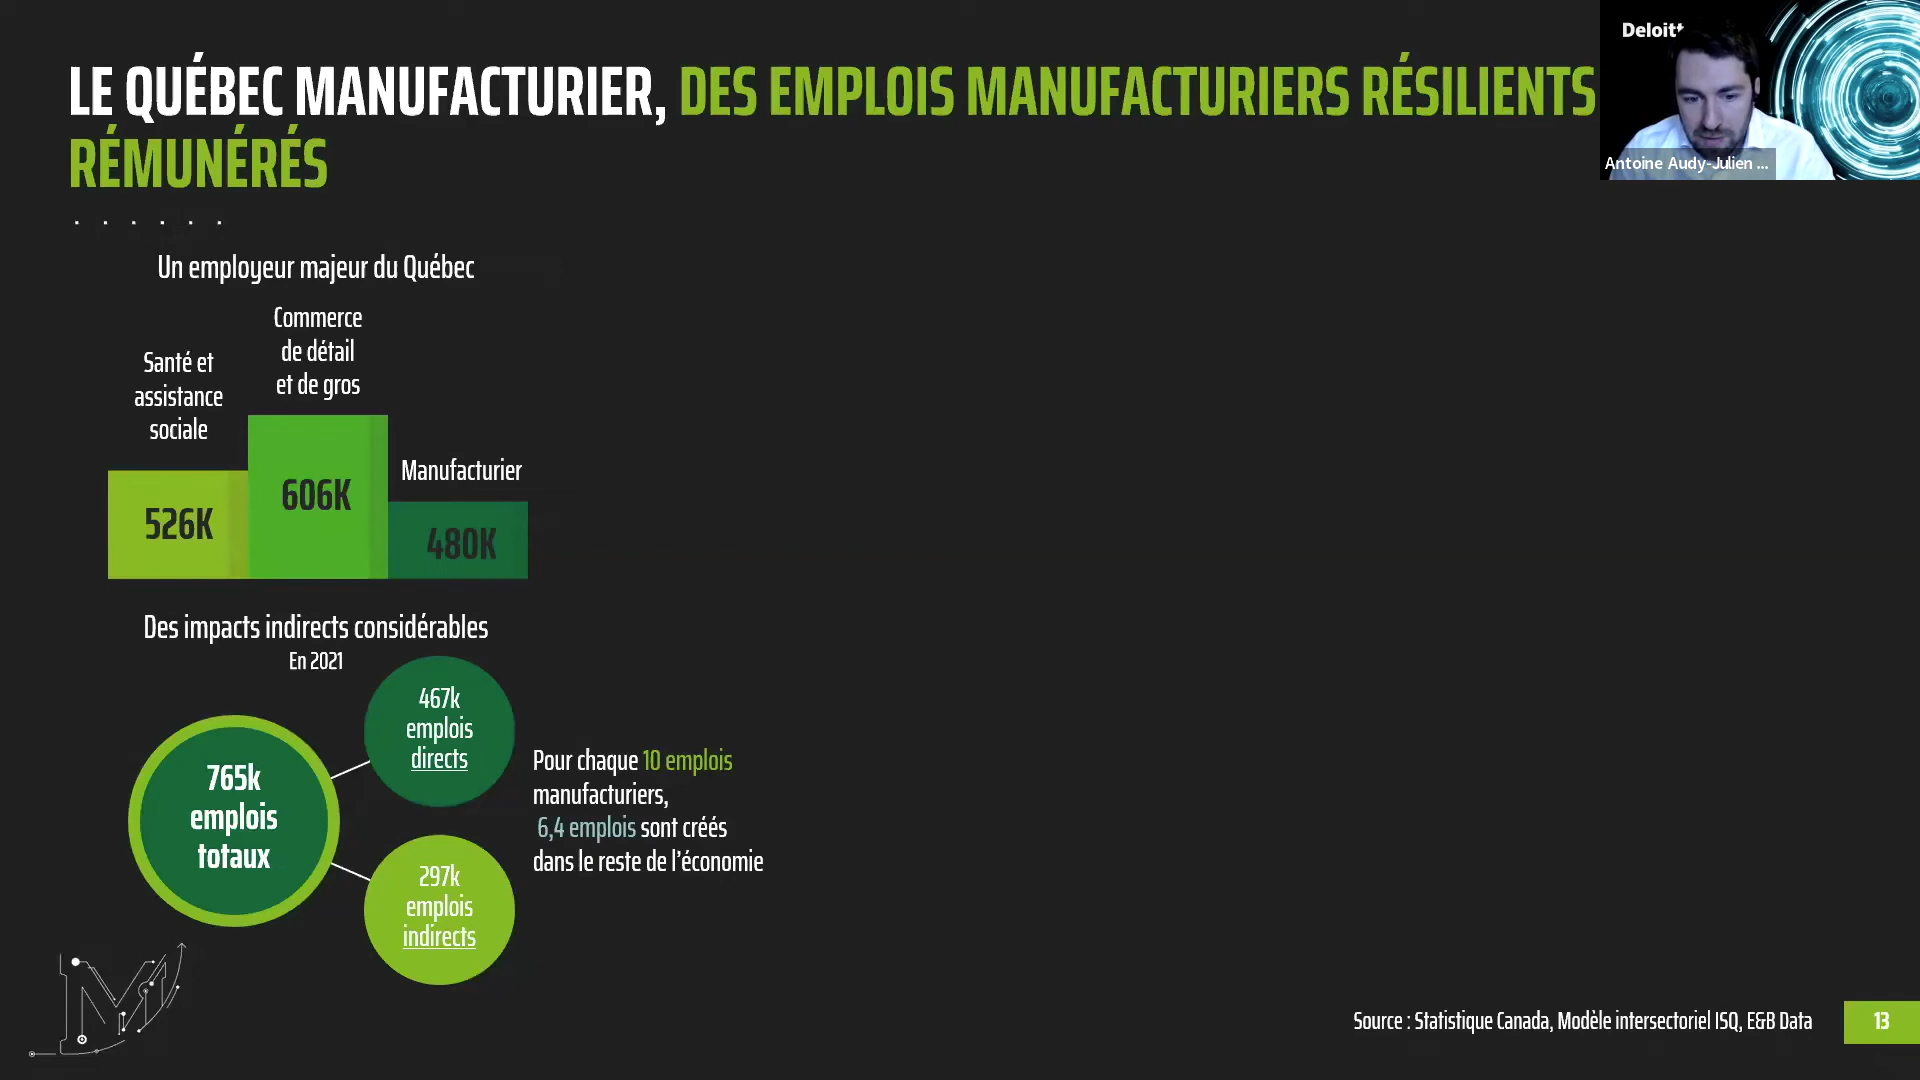 LE QUÉBEC MANUFACTURIER, DES EMPLOIS MANUFACTURIERS RÉSILIENTS
RÉMUNÉRÉS
Deloitt
Antoine Audy-Julien ...
Un employeur majeur du Québec
Commerce
de détail
et de gros
Santé et
assistance
sociale
Manufacturier
526K
606K
480K
Des impacts indirects considérables
En 2021
467k
emplois
directs
765k
emplois
totaux
297k
emplois
indirects
Pour chaque 10 emplois
manufacturiers,
6,4 emplois sont créés
dans le reste de l'économie
Source : Statistique Canada, Modèle intersectoriel ISQ, E&B Data
13